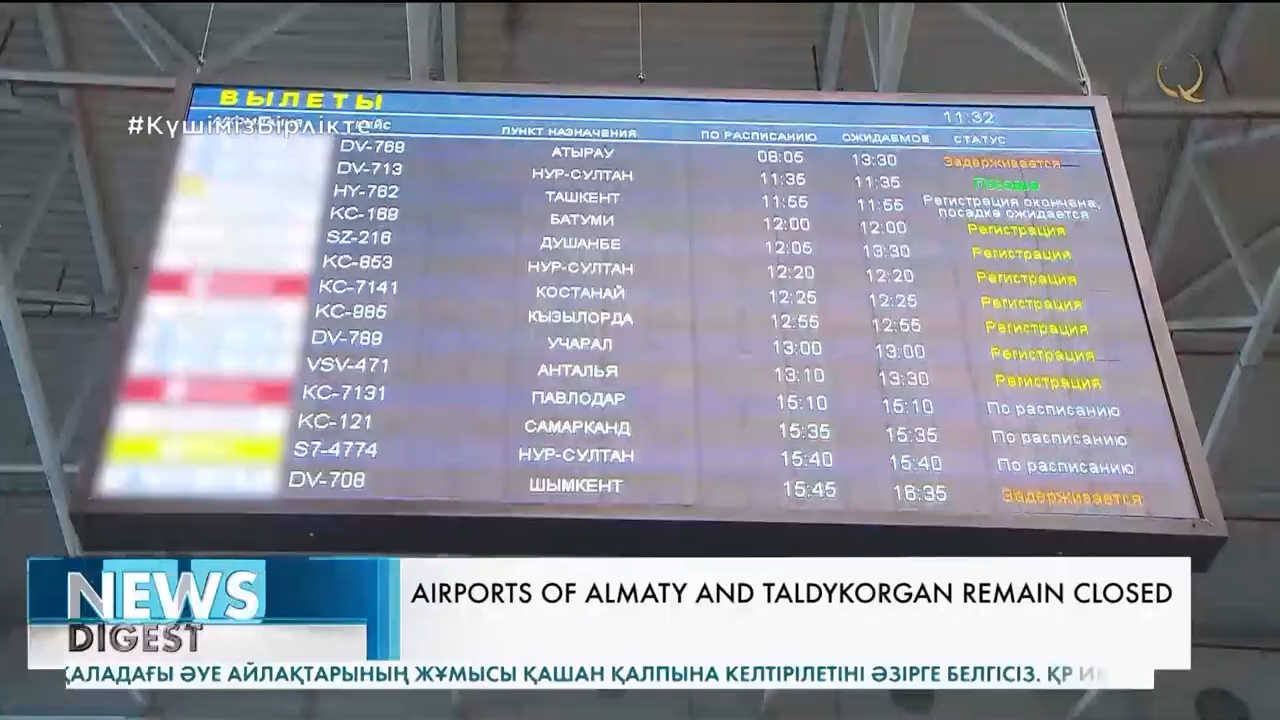 ВЫЛЕТЫ 11:32
#КүшімізБірлікте
ПУНКТ НАЗНАЧЕНИЯ ПО РАСПИСАНИЮ ОЖИДАЕМОЕ СТАТУС
DV-769 АТЫРАУ 08:05 13:30 Задерживается
DV-713 НУР-СУЛТАН 11:35 11:35 Посадка
HY-762 ТАШКЕНТ 11:55 11:55 Регистрация окончена, посадка ожидается
KC-169 БАТУМИ 12:00 12:00 Регистрация
SZ-216 ДУШАНБЕ 12:05 13:30 Регистрация
KC-853 НУР-СУЛТАН 12:20 12:20 Регистрация
KC-7141 КОСТАНАЙ 12:25 12:25 Регистрация
KC-985 КЫЗЫЛОРДА 12:55 12:55 Регистрация
DV-789 УЧАРАЛ 13:00 13:00 Регистрация
VSV-471 АНТАЛЬЯ 13:10 13:30 Регистрация
KC-7131 ПАВЛОДАР 15:10 15:10 По расписанию
KC-121 САМАРКАНД 15:35 15:35 По расписанию
S7-4774 НУР-СУЛТАН 15:40 15:40 По расписанию
DV-708 ШЫМКЕНТ 15:45 16:35 Задерживается
NEWS
DIGEST
AIRPORTS OF ALMATY AND TALDYKORGAN REMAIN CLOSED
ҚАЛАДАҒЫ ӘУЕ АЙЛАҚТАРЫНЫҢ ЖҰМЫСЫ ҚАШАН ҚАЛПЫНА КЕЛТІРІЛЕТІНІ ӘЗІРГЕ БЕЛГІСІЗ. ҚР